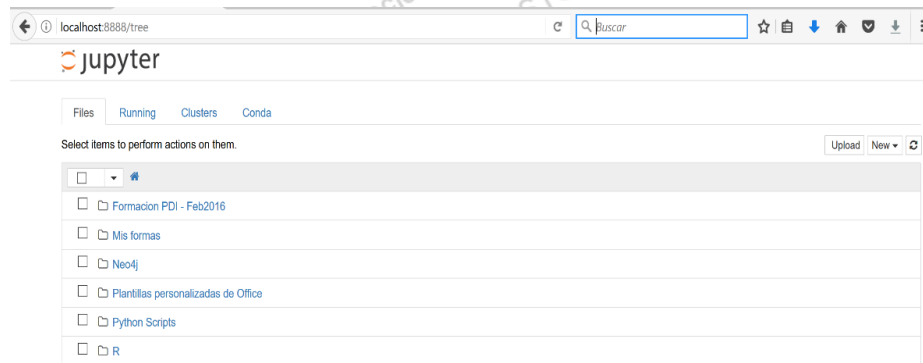 localhost:8888/tree Buscar
jupyter
Files Running Clusters Conda
Select items to perform actions on them. Upload New
Formacion PDI - Feb2016
Mis formas
Neo4j
Plantillas personalizadas de Office
Python Scripts
R